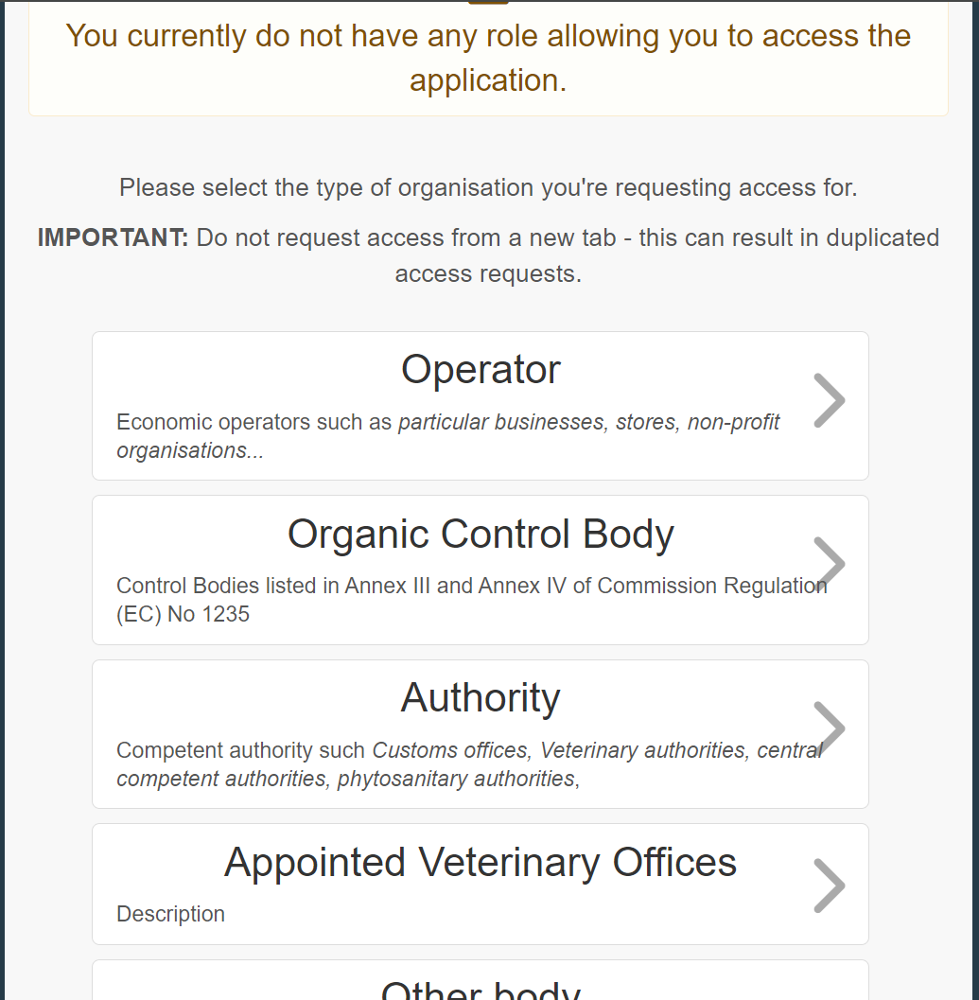 You currently do not have any role allowing you to access the
application.
Please select the type of organisation you're requesting access for.
IMPORTANT: Do not request access from a new tab - this can result in duplicated
access requests.
Operator
Economic operators such as particular businesses, stores, non-profit
organisations...
Organic Control Body
Control Bodies listed in Annex III and Annex IV of Commission Regulation
(EC) No 1235
Authority
Competent authority such Customs offices, Veterinary authorities, central
competent authorities, phytosanitary authorities,
Appointed Veterinary Offices
Description
Other body